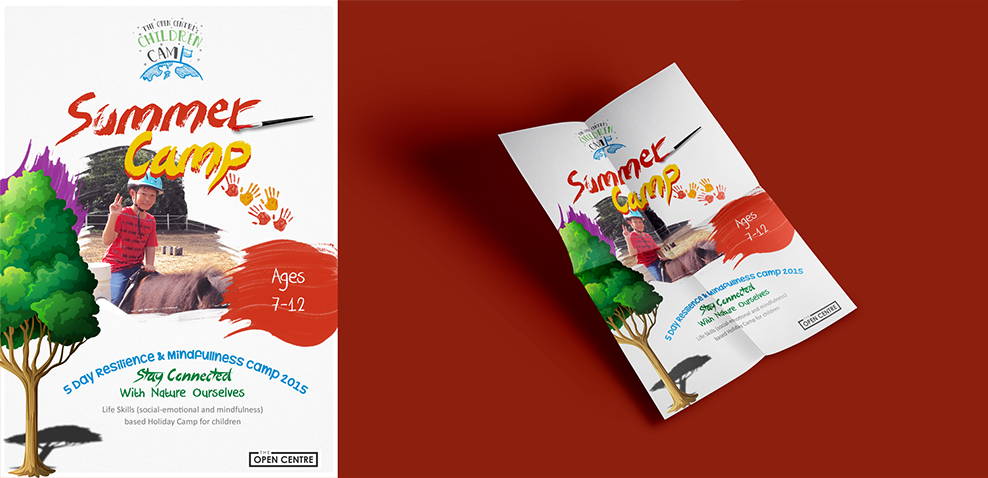 THE OPEN CENTRE'S
CHILDREN
CAMP
Summer
Camp
Ages
7-12
5 Day Resilience & Mindfullness Camp 2015
Stay Connected
With Nature Ourselves
Life Skills (social-emotional and mindfulness)
based Holiday Camp for children
THE
OPEN CENTRE
THE OPEN CENTRE'S
CHILDREN
CAMP
Summer
Camp
Ages
7-12
5 Day Resilience & Mindfullness Camp 2015
Stay Connected
With Nature Ourselves
Life Skills (social-emotional and mindfulness)
based Holiday Camp for children
OPEN CENTRE